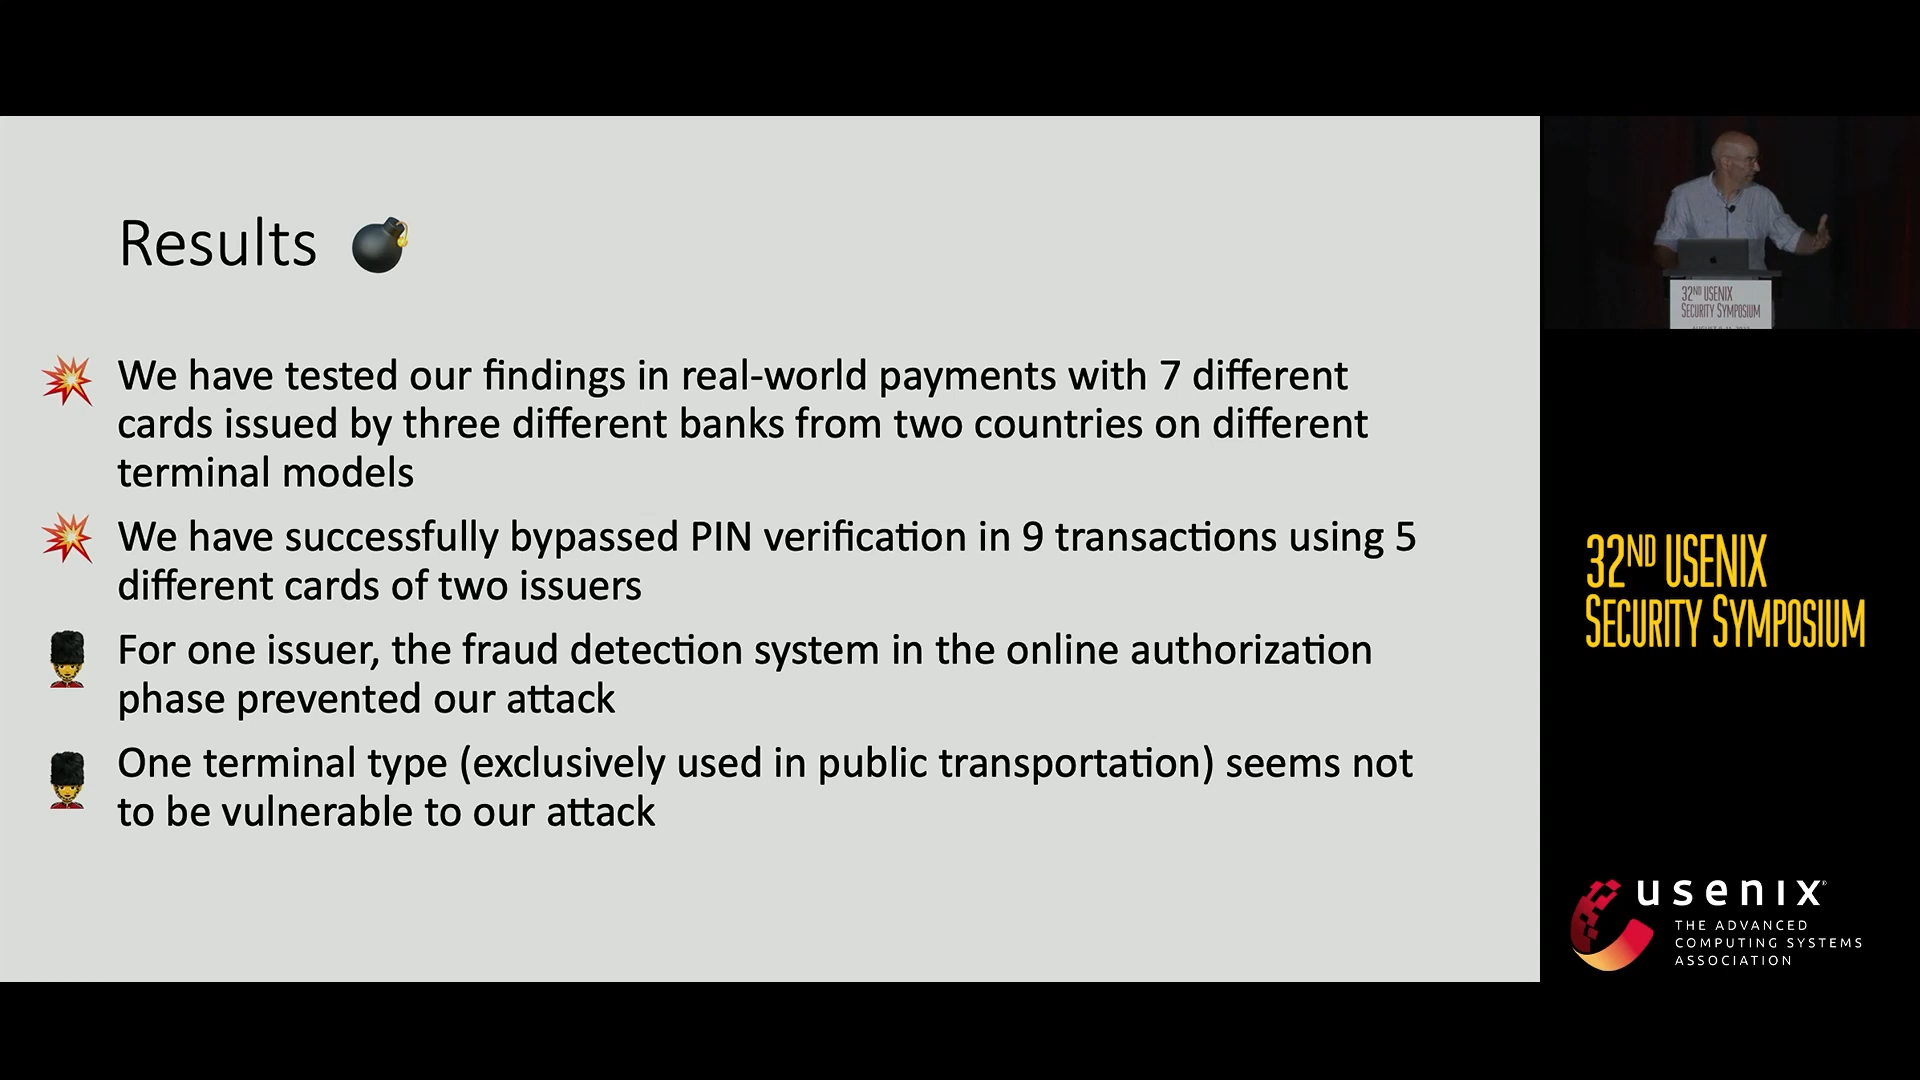 Results
We have tested our findings in real-world payments with 7 different
cards issued by three different banks from two countries on different
terminal models
We have successfully bypassed PIN verification in 9 transactions using 5
different cards of two issuers
For one issuer, the fraud detection system in the online authorization
phase prevented our attack
One terminal type (exclusively used in public transportation) seems not
to be vulnerable to our attack
32ND USENIX
SECURITY SYMPOSIUM
32ND USENIX
SECURITY SYMPOSIUM
usenix
THE ADVANCED
COMPUTING SYSTEMS
ASSOCIATION